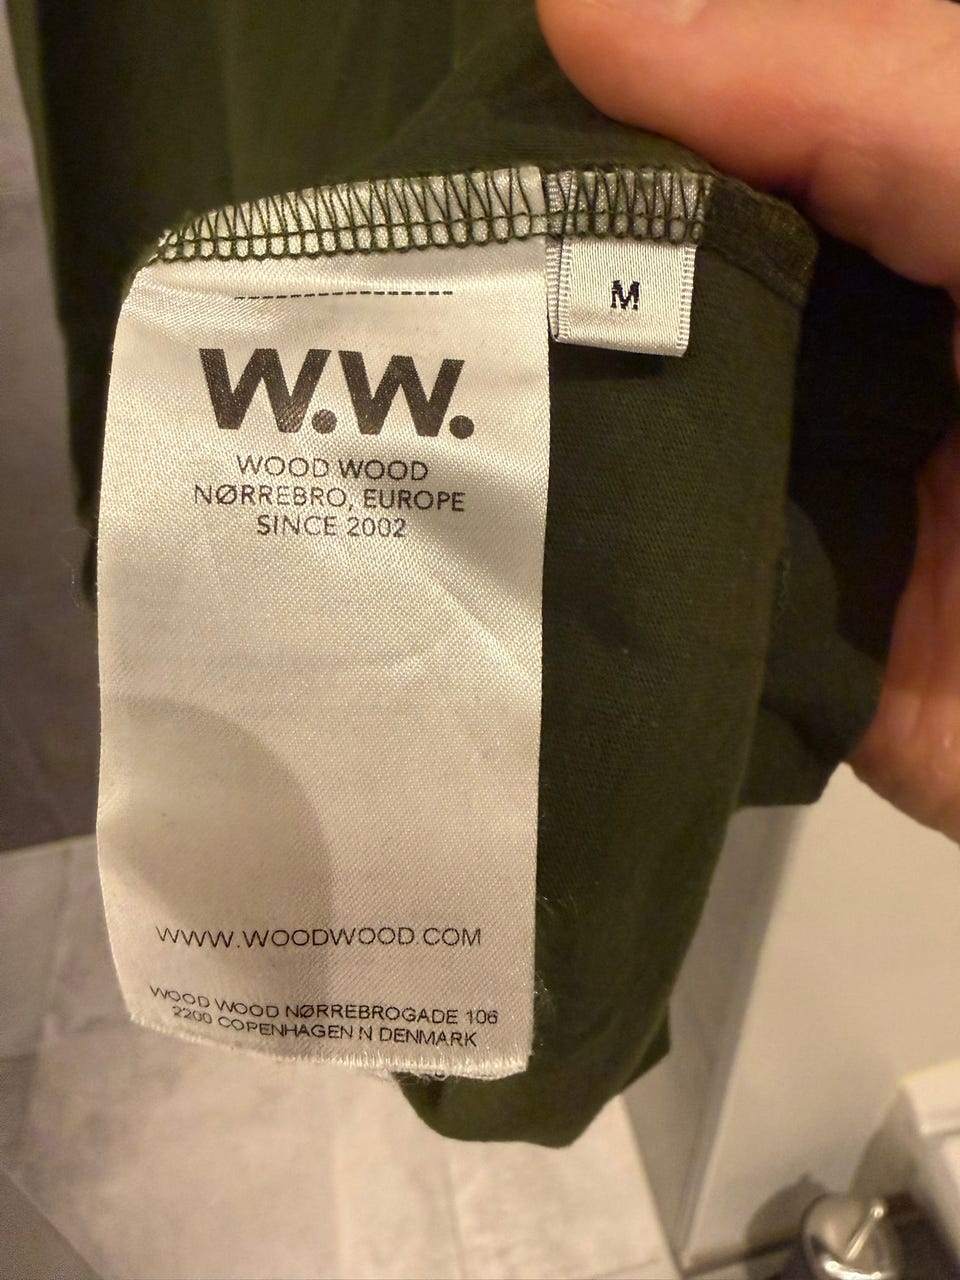 M
W.W.
WOOD WOOD
NØRREBRO, EUROPE
SINCE 2002
WWW.WOODWOOD.COM
WOOD WOOD NØRREBROGADE 106
2200 COPENHAGEN N DENMARK